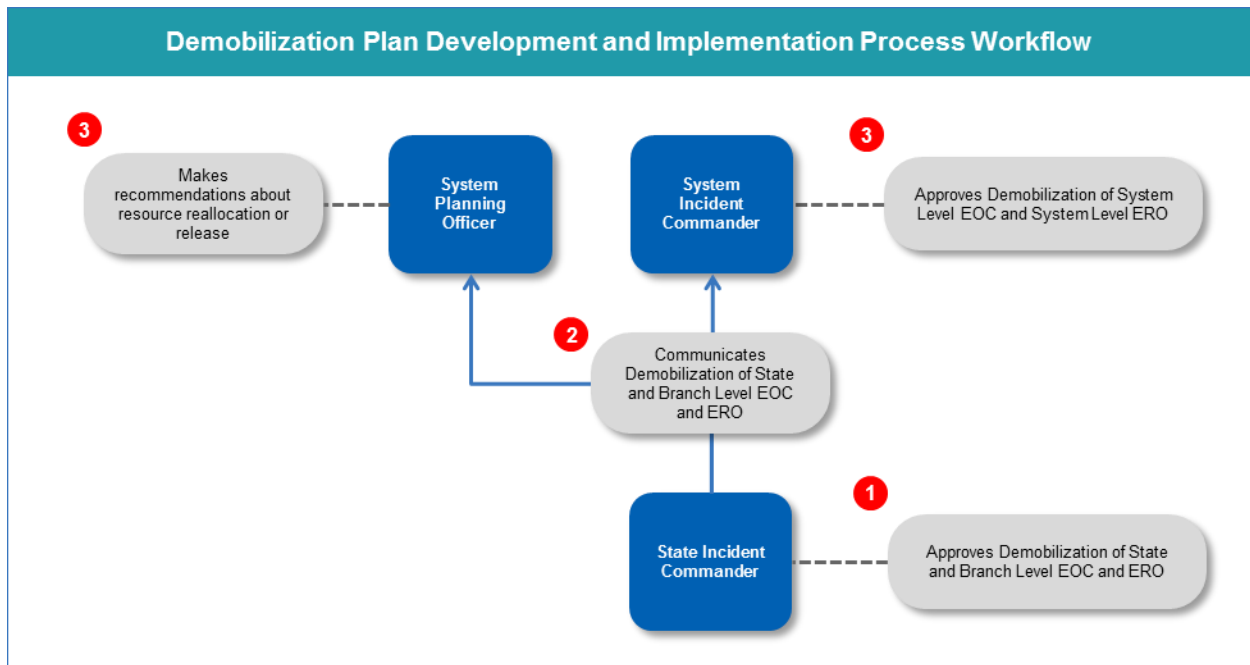 Demobilization Plan Development and Implementation Process Workflow
3
Makes
recommendations about
resource reallocation or
release
System
Planning
Officer
System
Incident
Commander
3
Approves Demobilization of System
Level EOC and System Level ERO
2
Communicates
Demobilization of State
and Branch Level EOC
and ERO
State Incident
Commander
1
Approves Demobilization of State
and Branch Level EOC and ERO